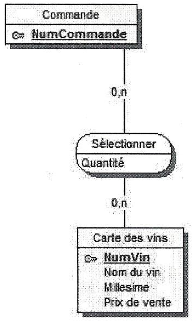 Commande
NumCommande
0,n
Sélectionner
Quantité
0,n
Carte des vins
NumVin
Nom du vin
Millesime
Prix de vente